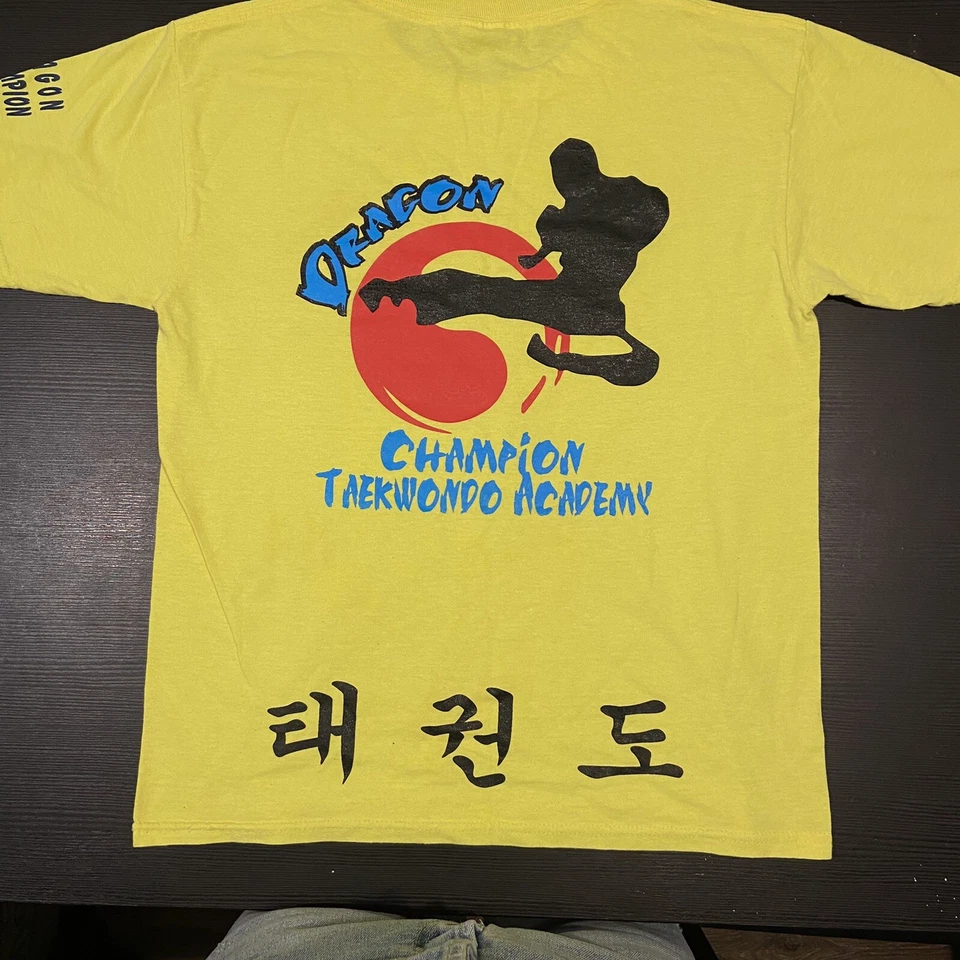 DRAGON
CHAMPiON
TAEKWONDO ACADEMY
태 권 도